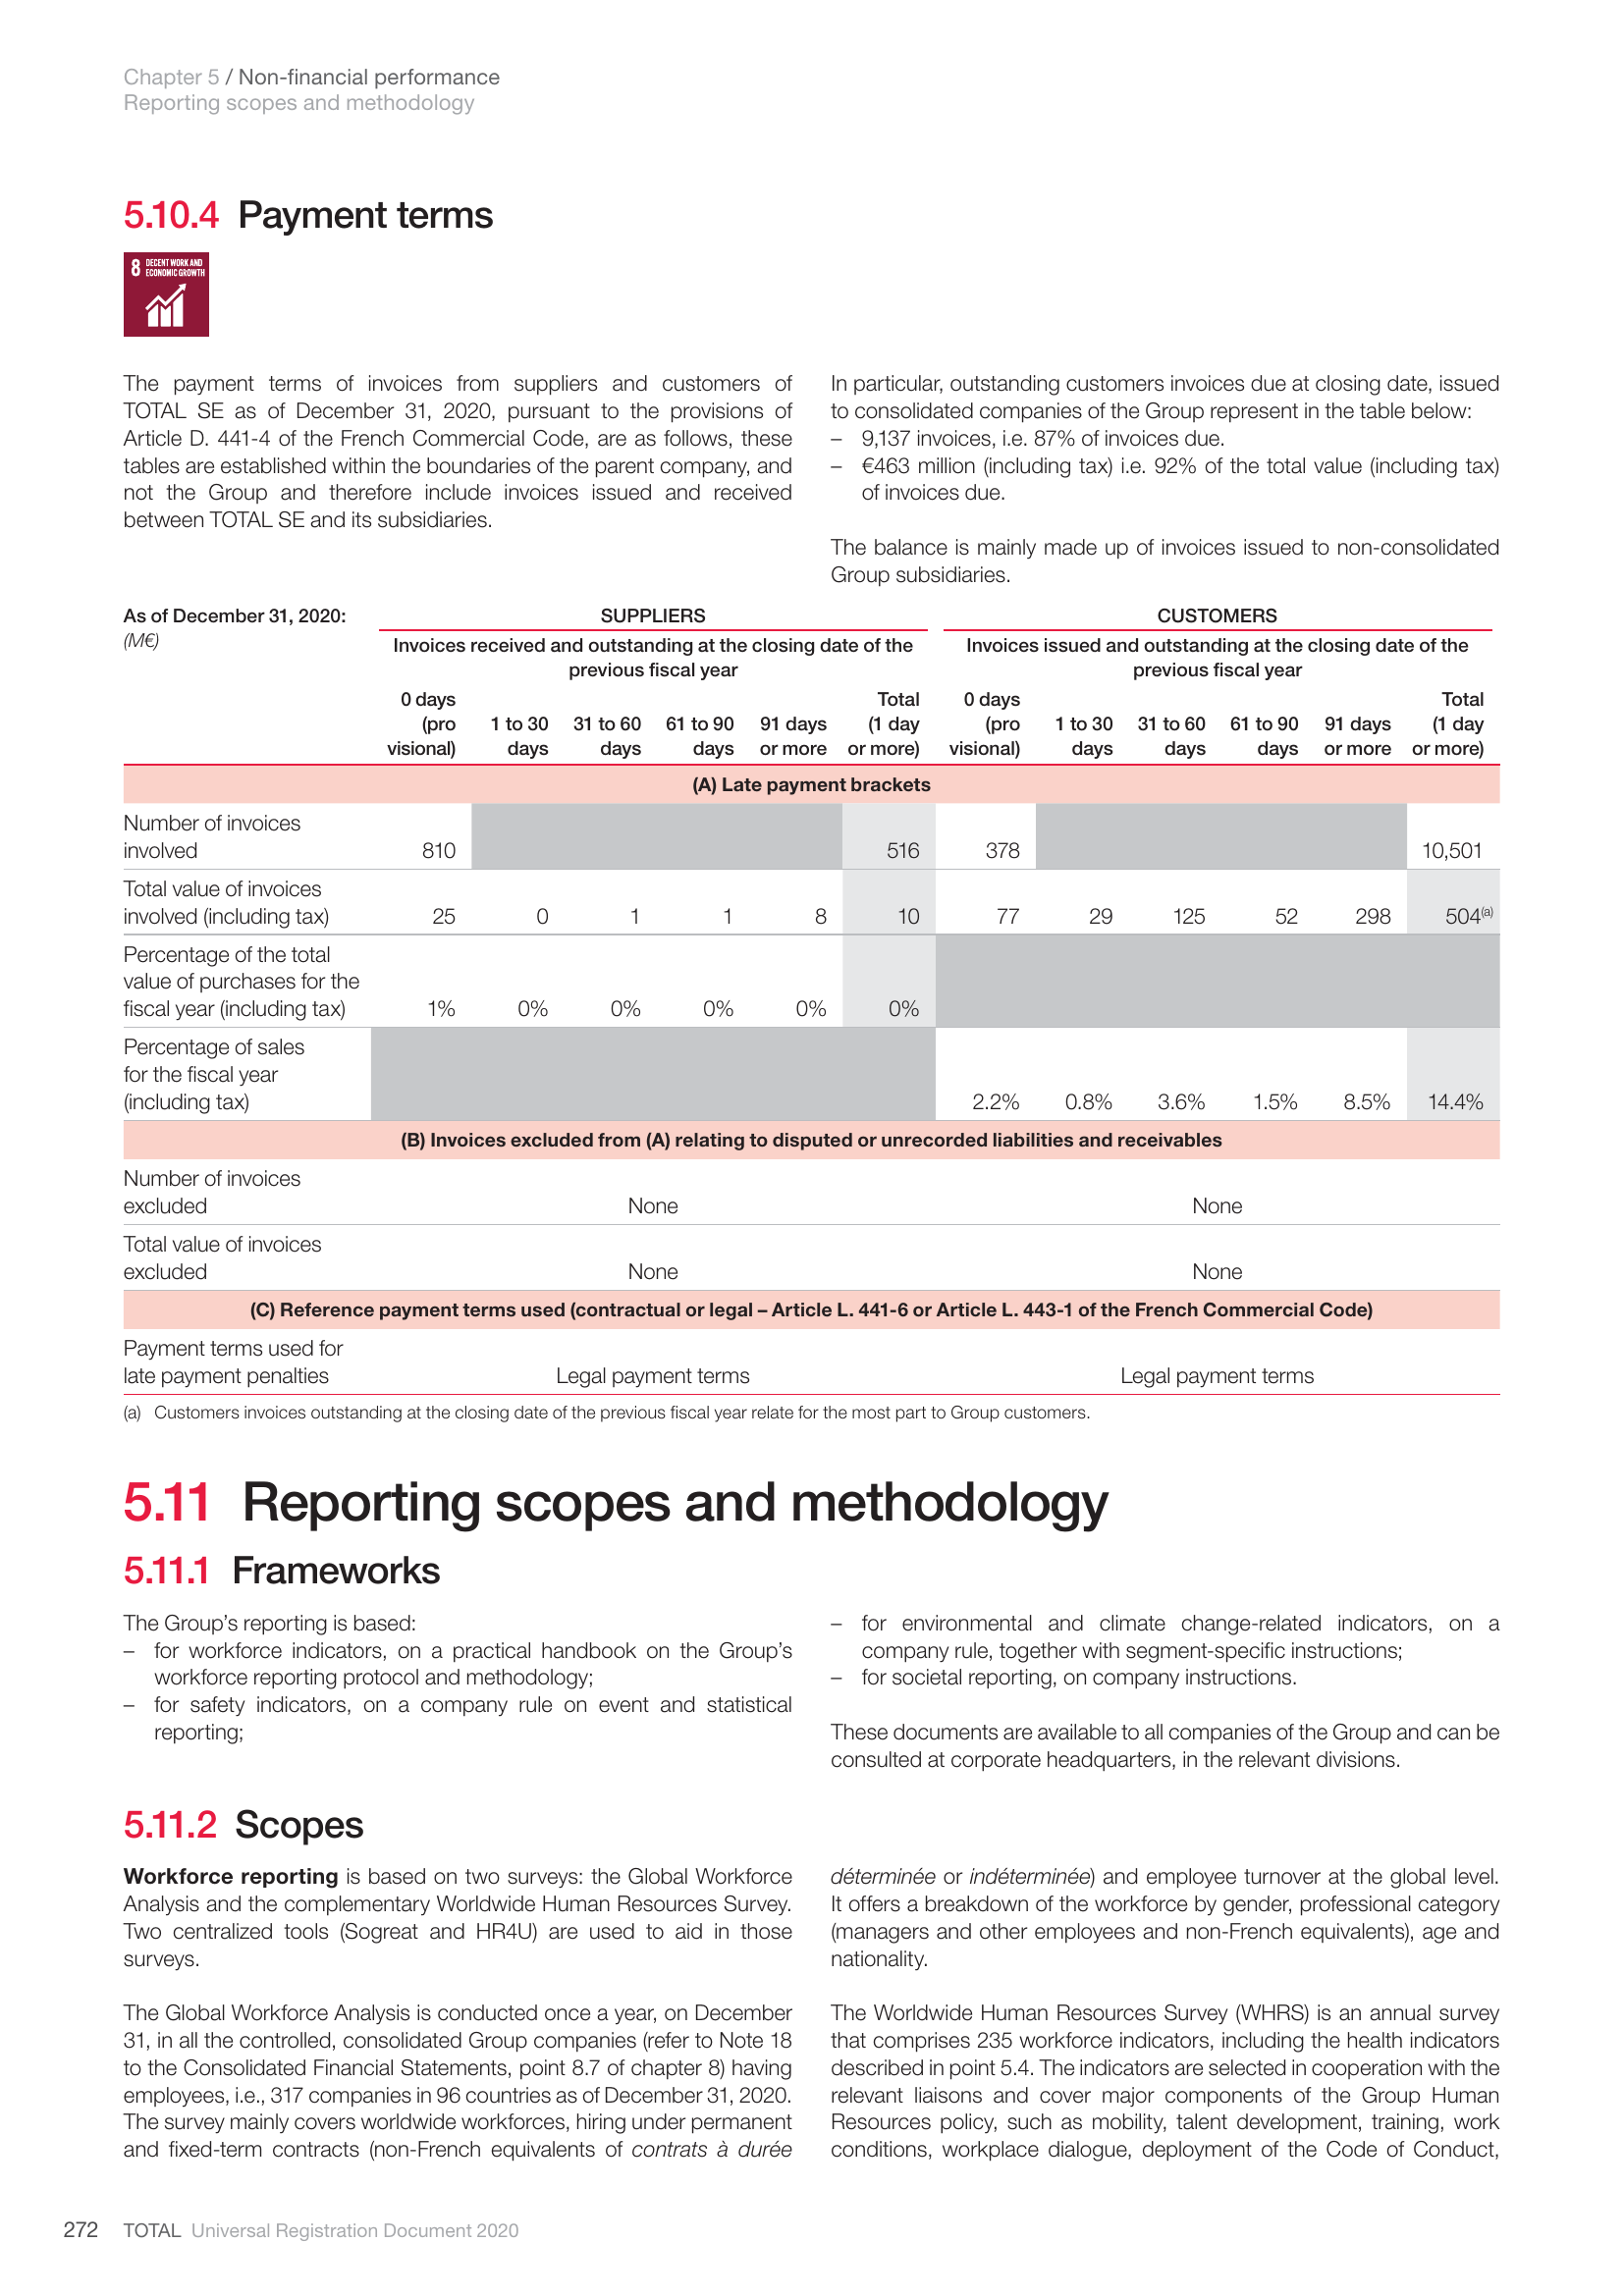 Chapter 5 / Non-financial performance
Reporting scopes and methodology
5.10.4 Payment terms
8 DECENT WORK AND
ECONOMIC GROWTH
The payment terms of invoices from suppliers and customers of
TOTAL SE as of December 31, 2020, pursuant to the provisions of
Article D. 441-4 of the French Commercial Code, are as follows, these
tables are established within the boundaries of the parent company, and
not the Group and therefore include invoices issued and received
between TOTAL SE and its subsidiaries.
In particular, outstanding customers invoices due at closing date, issued
to consolidated companies of the Group represent in the table below:
– 9,137 invoices, i.e. 87% of invoices due.
– €463 million (including tax) i.e. 92% of the total value (including tax)
of invoices due.
The balance is mainly made up of invoices issued to non-consolidated
Group subsidiaries.
As of December 31, 2020: SUPPLIERS CUSTOMERS
(M€)
Invoices received and outstanding at the closing date of the Invoices issued and outstanding at the closing date of the
previous fiscal year previous fiscal year
0 days Total 0 days Total
(pro 1 to 30 31 to 60 61 to 90 91 days (1 day (pro 1 to 30 31 to 60 61 to 90 91 days (1 day
visional) days days days or more or more) visional) days days days or more or more)
(A) Late payment brackets
Number of invoices
involved 810 516 378 10,501
Total value of invoices
involved (including tax) 25 0 1 1 8 10 77 29 125 52 298 504(a)
Percentage of the total
value of purchases for the
fiscal year (including tax) 1% 0% 0% 0% 0% 0%
Percentage of sales
for the fiscal year
(including tax) 2.2% 0.8% 3.6% 1.5% 8.5% 14.4%
(B) Invoices excluded from (A) relating to disputed or unrecorded liabilities and receivables
Number of invoices
excluded None None
Total value of invoices
excluded None None
(C) Reference payment terms used (contractual or legal – Article L. 441-6 or Article L. 443-1 of the French Commercial Code)
Payment terms used for
late payment penalties Legal payment terms Legal payment terms
(a) Customers invoices outstanding at the closing date of the previous fiscal year relate for the most part to Group customers.
5.11 Reporting scopes and methodology
5.11.1 Frameworks
The Group's reporting is based:
– for workforce indicators, on a practical handbook on the Group's
workforce reporting protocol and methodology;
– for safety indicators, on a company rule on event and statistical
reporting;
– for environmental and climate change-related indicators, on a
company rule, together with segment-specific instructions;
– for societal reporting, on company instructions.
These documents are available to all companies of the Group and can be
consulted at corporate headquarters, in the relevant divisions.
5.11.2 Scopes
Workforce reporting is based on two surveys: the Global Workforce
Analysis and the complementary Worldwide Human Resources Survey.
Two centralized tools (Sogreat and HR4U) are used to aid in those
surveys.
The Global Workforce Analysis is conducted once a year, on December
31, in all the controlled, consolidated Group companies (refer to Note 18
to the Consolidated Financial Statements, point 8.7 of chapter 8) having
employees, i.e., 317 companies in 96 countries as of December 31, 2020.
The survey mainly covers worldwide workforces, hiring under permanent
and fixed-term contracts (non-French equivalents of contrats à durée
déterminée or indéterminée) and employee turnover at the global level.
It offers a breakdown of the workforce by gender, professional category
(managers and other employees and non-French equivalents), age and
nationality.
The Worldwide Human Resources Survey (WHRS) is an annual survey
that comprises 235 workforce indicators, including the health indicators
described in point 5.4. The indicators are selected in cooperation with the
relevant liaisons and cover major components of the Group Human
Resources policy, such as mobility, talent development, training, work
conditions, workplace dialogue, deployment of the Code of Conduct,
272 TOTAL Universal Registration Document 2020